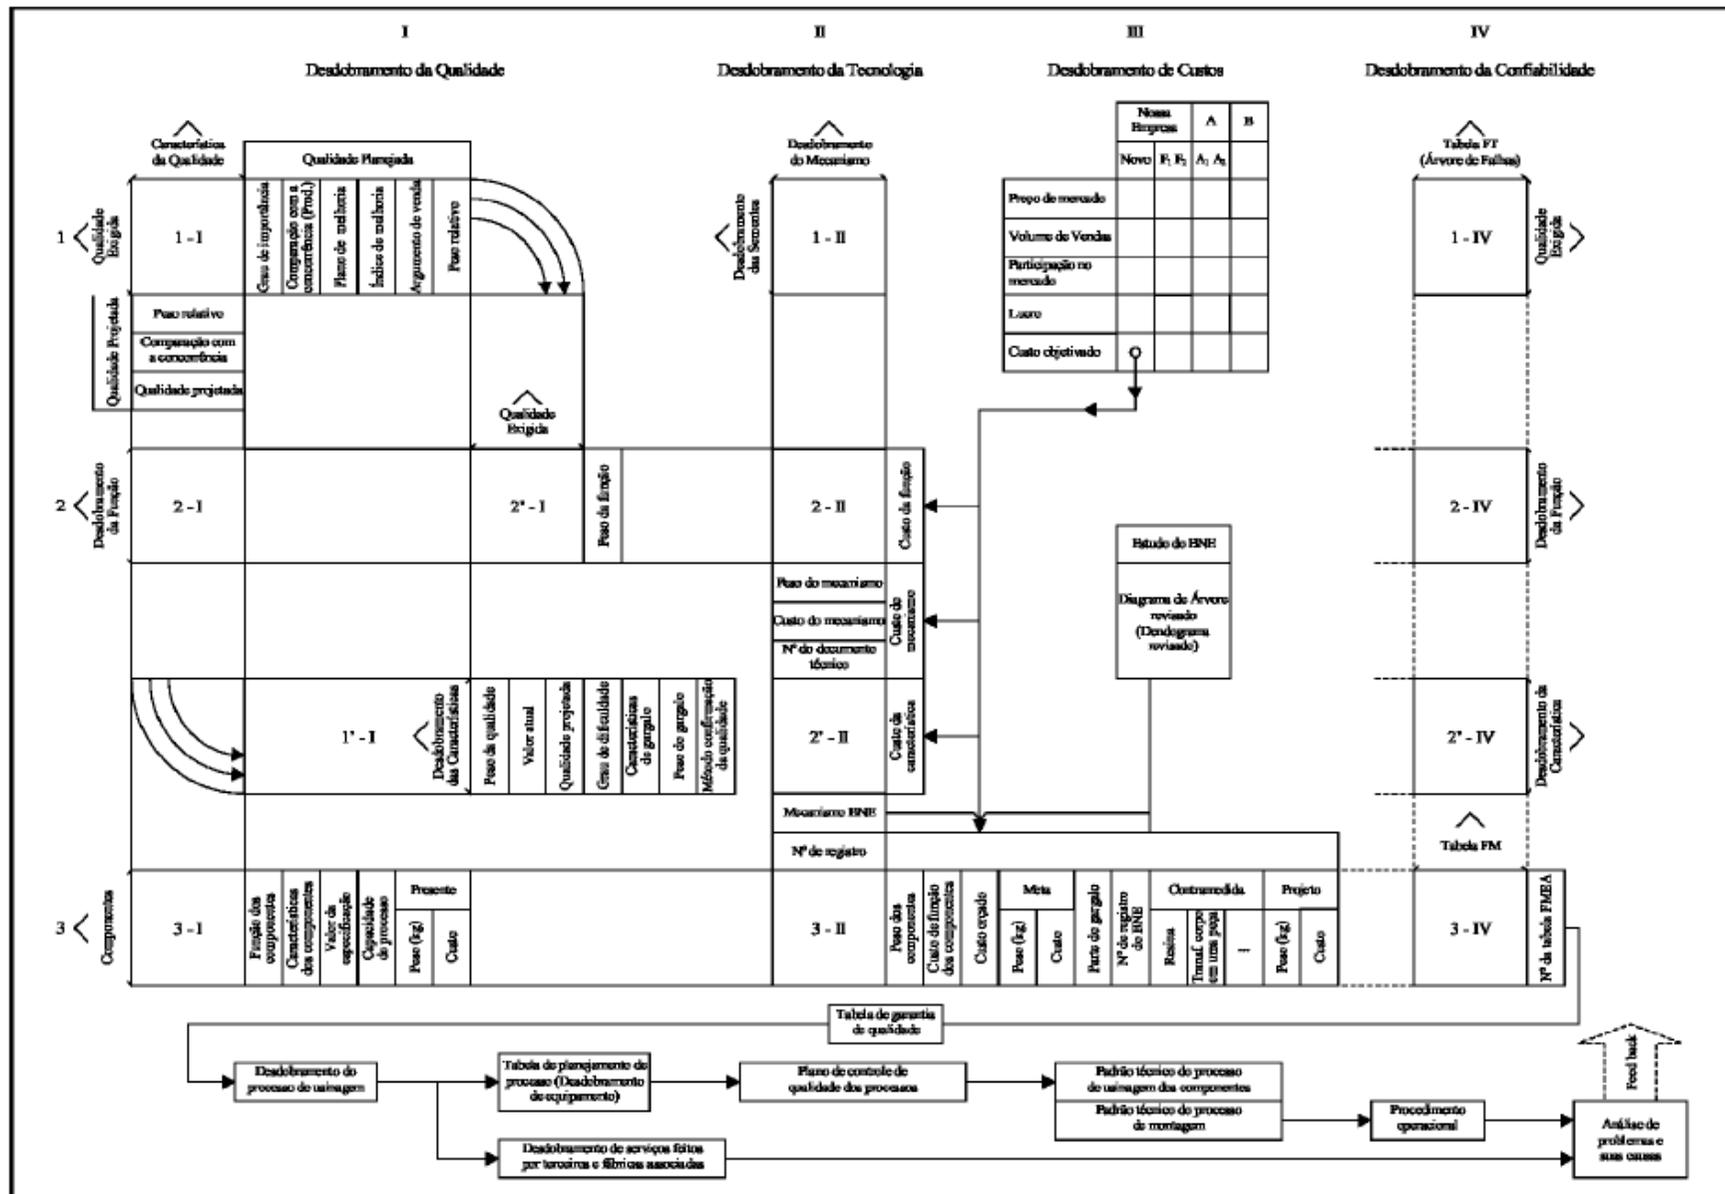 I
II
III
IV
Desdobramento da Qualidade
Desdobramento da Tecnologia
Desdobramento de Custos
Desdobramento da Confiabilidade
Característica
da Qualidade
Qualidade Planejada
Desdobramento
do Mecanismo
Nossa
Empresa
A
B
Novo
F₁ F₂
A₁ A₂
Tabela FT
(Árvore de Falhas)
1
Qualidade
Exigida
1 - I
Grau de importância
Comparação com a
concorrência (Prod.)
Plano de melhoria
Índice de melhoria
Argumento de venda
Peso relativo
Desdobramento
das Sementes
1 - II
Preço de mercado
Volume de Vendas
Participação no
mercado
Lucro
Custo objetivado
1 - IV
Qualidade
Exigida
Qualidade Projetada
Peso relativo
Comparação com
a concorrência
Qualidade projetada
Qualidade
Exigida
2
Desdobramento
da Função
2 - I
2' - I
Peso da função
2 - II
Custo da função
2 - IV
Desdobramento
da Função
Estudo do BNE
Diagrama de Árvore
revisado
(Dendograma
revisado)
Peso do mecanismo
Custo do mecanismo
Nº do documento
técnico
Custo do
mecanismo
1' - I
Desdobramento
das Características
Peso da qualidade
Valor atual
Qualidade projetada
Grau de dificuldade
Características
de gargalo
Peso do gargalo
Método confirmação
da qualidade
2' - II
Custo da
característica
2' - IV
Desdobramento da
Característica
Mecanismo BNE
Nº de registro
Tabela FM
3
Componentes
3 - I
Função dos
componentes
Características
dos componentes
Valor da
especificação
Capacidade
do processo
Presente
Peso (kg)
Custo
3 - II
Peso dos
componentes
Custo de função
dos componentes
Custo orçado
Meta
Peso (kg)
Custo
Parte do gargalo
Nº de registro
do BNE
Contramedida
Resina
Transf. corpo
em uma peça
...
Projeto
Peso (kg)
Custo
3 - IV
Nº da tabela FMEA
Tabela de garantia
de qualidade
Desdobramento do
processo de usinagem
Tabela de planejamento de
processo (Desdobramento
de equipamento)
Plano de controle de
qualidade dos processos
Padrão técnico do processo
de usinagem dos componentes
Padrão técnico do processo
de montagem
Procedimento
operacional
Feed back
Análise de
problemas e
suas causas
Desdobramento de serviços feitos
por terceiros e fábricas associadas